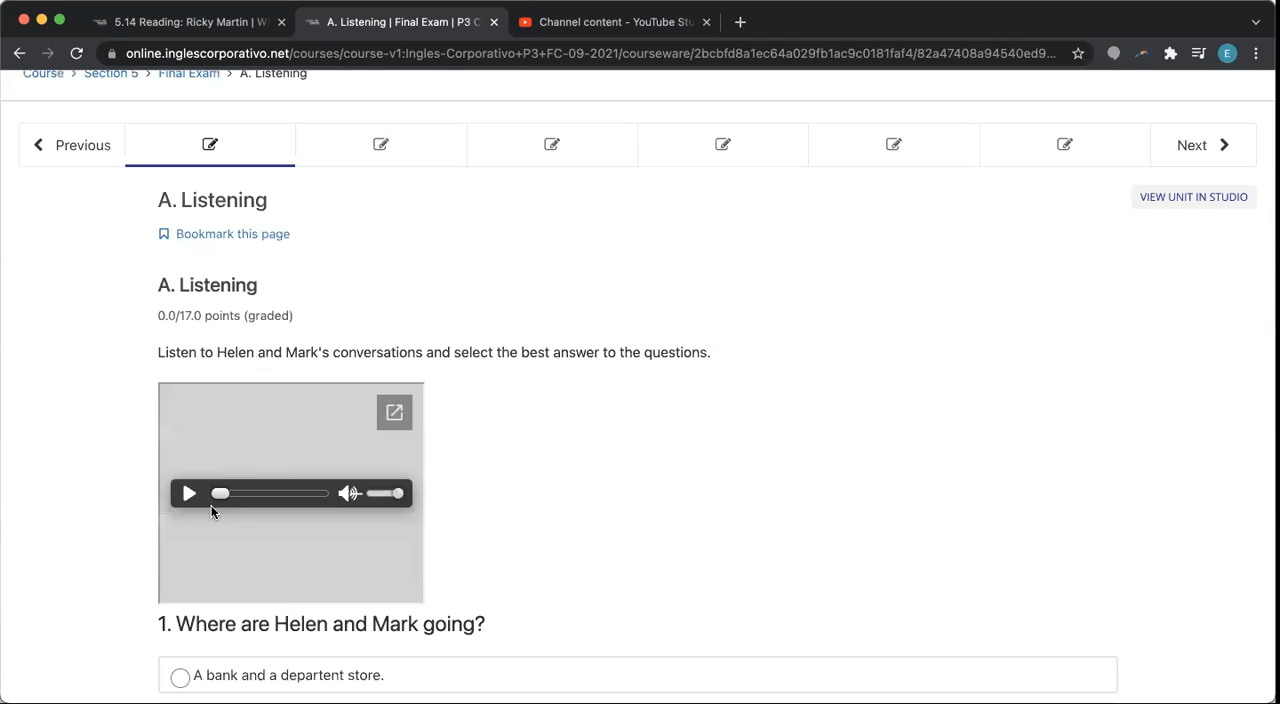 5.14 Reading: Ricky Martin | W
A. Listening | Final Exam | P3 C
Channel content - YouTube Stu
online.inglescorporativo.net/courses/course-v1:Ingles-Corporativo+P3+FC-09-2021/courseware/2bcbfd8a1ec64a029fb1ac9c0181faf4/82a47408a94540ed9...
E
Course > Section 5 > Final Exam > A. Listening
Previous
Next
A. Listening
VIEW UNIT IN STUDIO
Bookmark this page
A. Listening
0.0/17.0 points (graded)
Listen to Helen and Mark's conversations and select the best answer to the questions.
1. Where are Helen and Mark going?
A bank and a departent store.